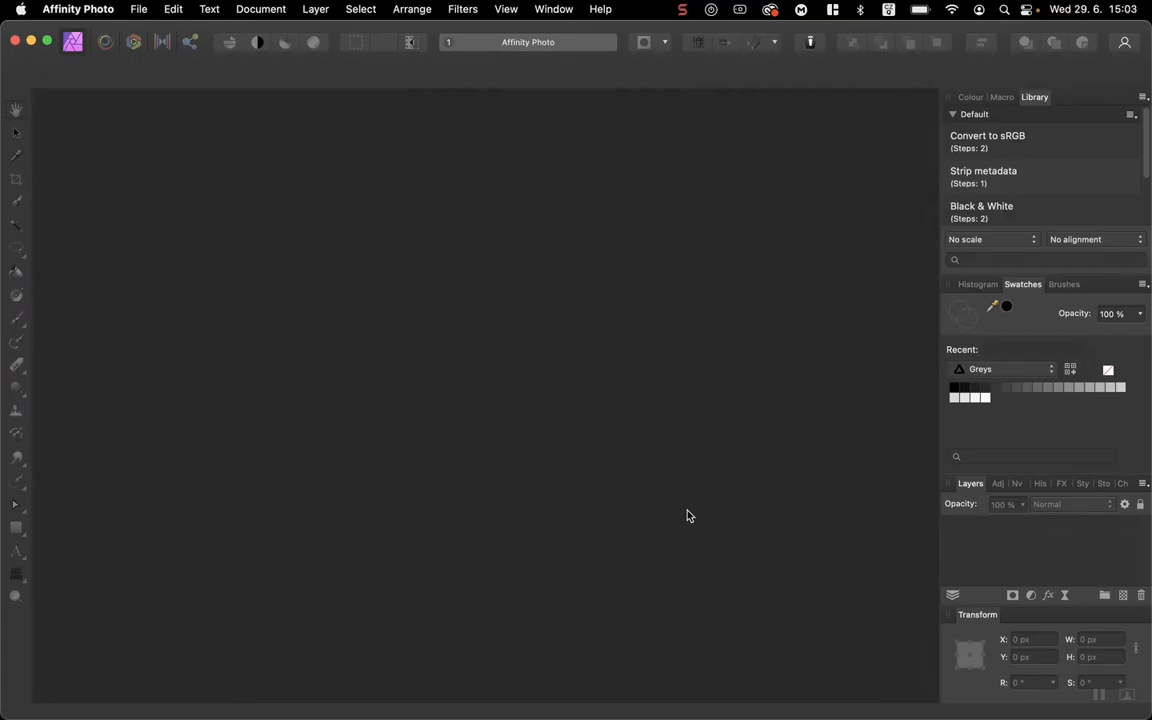 Affinity Photo File Edit Text Document Layer Select Arrange Filters View Window Help Wed 29. 6. 15:03
1 Affinity Photo
Colour Macro Library
Default
Convert to sRGB
(Steps: 2)
Strip metadata
(Steps: 1)
Black & White
(Steps: 2)
No scale No alignment
Histogram Swatches Brushes
Opacity: 100 %
Recent:
Greys
Layers Adj Nv His FX Sty Sto Ch
Opacity: 100 % Normal
Transform
X: 0 px W: 0 px
Y: 0 px H: 0 px
R: 0 ° S: 0 °